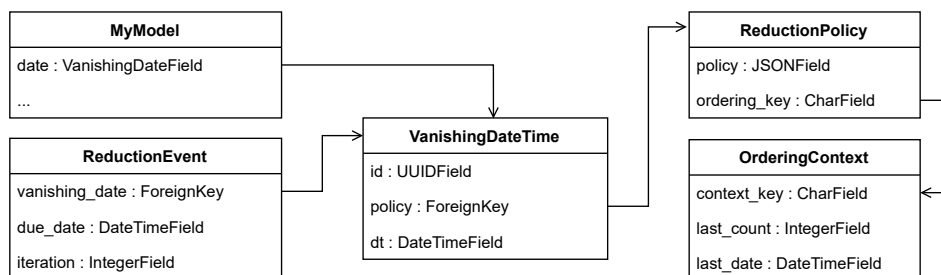 MyModel
date : VanishingDateField
...
ReductionEvent
vanishing_date : ForeignKey
due_date : DateTimeField
iteration : IntegerField
VanishingDateTime
id : UUIDField
policy : ForeignKey
dt : DateTimeField
ReductionPolicy
policy : JSONField
ordering_key : CharField
OrderingContext
context_key : CharField
last_count : IntegerField
last_date : DateTimeField